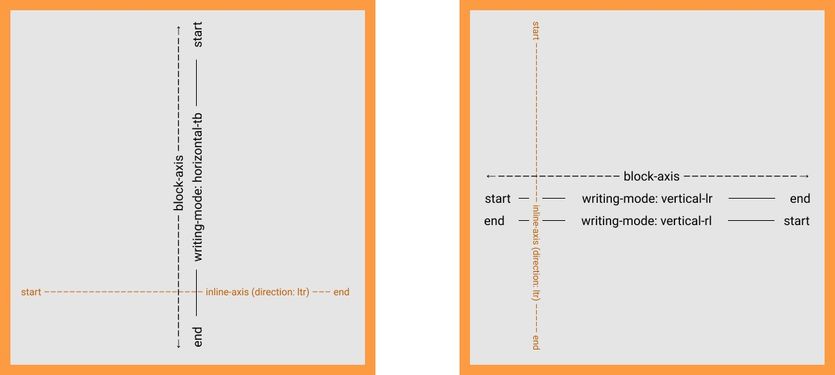 start
block-axis
writing-mode: horizontal-tb
start inline-axis (direction: ltr) end
end
start
block-axis
start writing-mode: vertical-lr end
end writing-mode: vertical-rl start
inline-axis (direction: ltr)
end